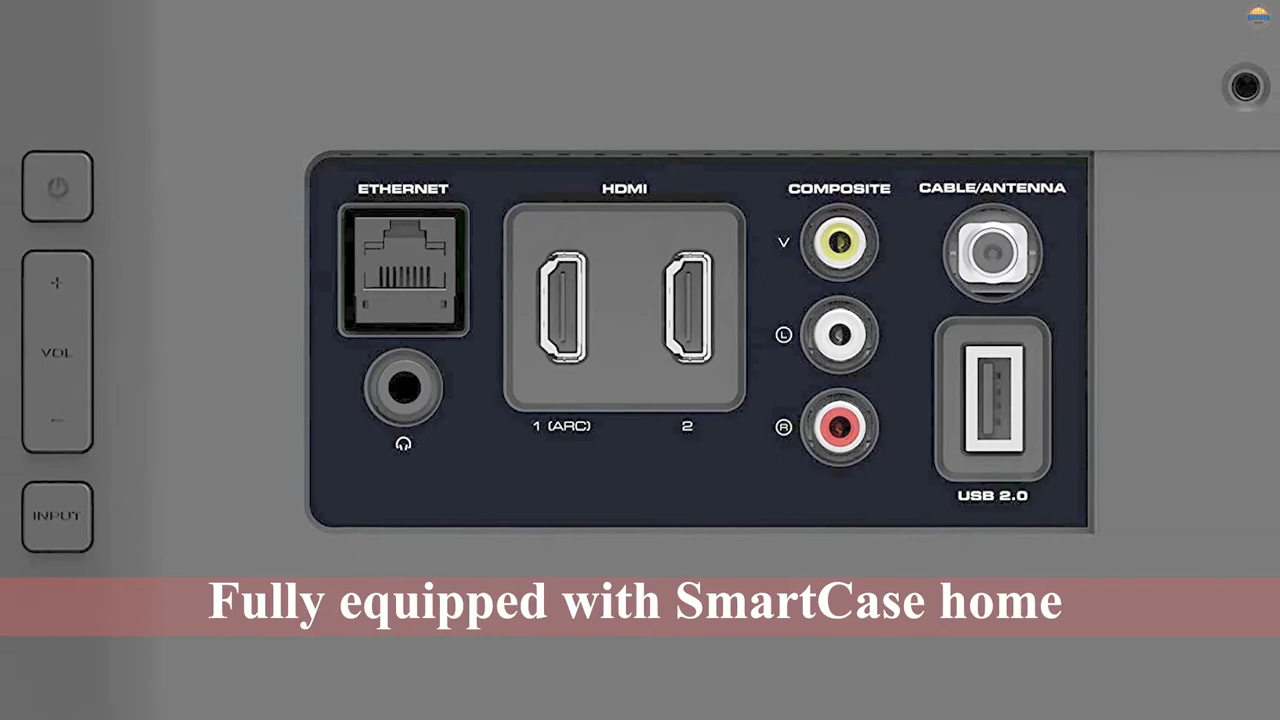 ETHERNET
HDMI
COMPOSITE
CABLE/ANTENNA
V
L
R
1 (ARC)
2
USB 2.0
+
VOL
-
INPUT
Fully equipped with SmartCase home